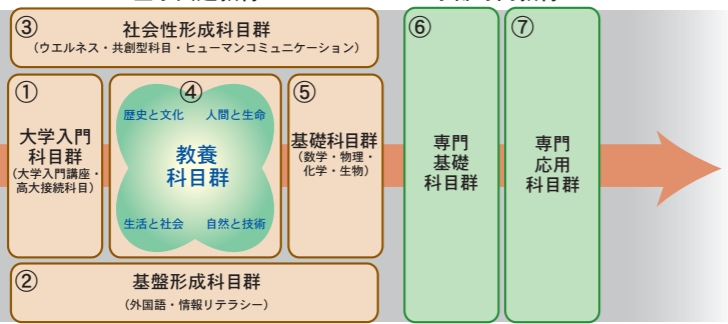 ③
社会性形成科目群
（ウエルネス・共創型科目・ヒューマンコミュニケーション）
①
大学入門
科目群
（大学入門講座・
高大接続科目）
④
歴史と文化
人間と生命
教養
科目群
生活と社会
自然と技術
⑤
基礎科目群
（数学・物理・
化学・生物）
②
基盤形成科目群
（外国語・情報リテラシー）
⑥
専門
基礎
科目群
⑦
専門
応用
科目群